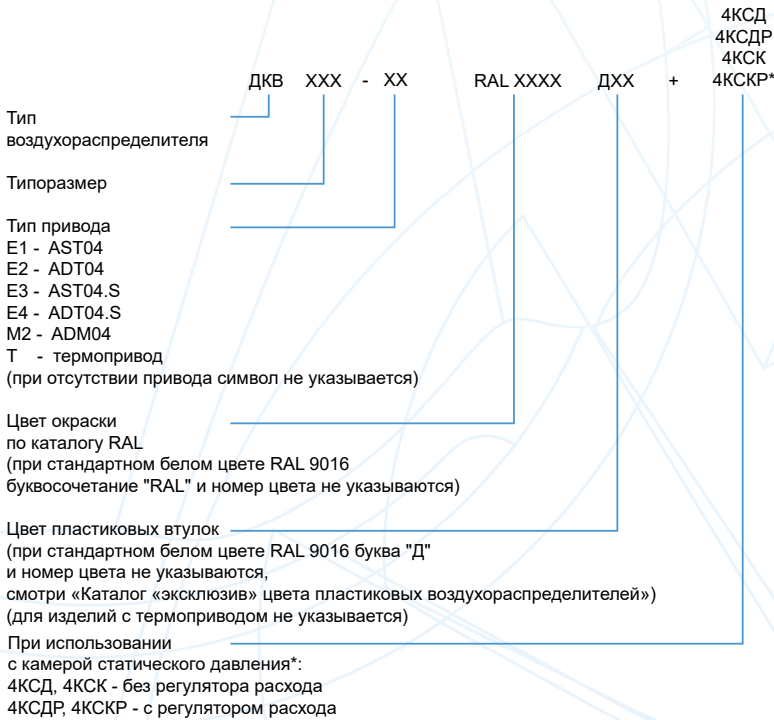 4КСД
4КСДР
4КСК
ДКВ XXX - XX RAL XXXX ДХХ + 4КСКР*
Тип
воздухораспределителя
Типоразмер
Тип привода
E1 - AST04
E2 - ADT04
E3 - AST04.S
E4 - ADT04.S
M2 - ADM04
Т - термопривод
(при отсутствии привода символ не указывается)
Цвет окраски
по каталогу RAL
(при стандартном белом цвете RAL 9016
буквосочетание "RAL" и номер цвета не указываются)
Цвет пластиковых втулок
(при стандартном белом цвете RAL 9016 буква "Д"
и номер цвета не указываются,
смотри «Каталог «эксклюзив» цвета пластиковых воздухораспределителей»)
(для изделий с термоприводом не указывается)
При использовании
с камерой статического давления*:
4КСД, 4КСК - без регулятора расхода
4КСДР, 4КСКР - с регулятором расхода